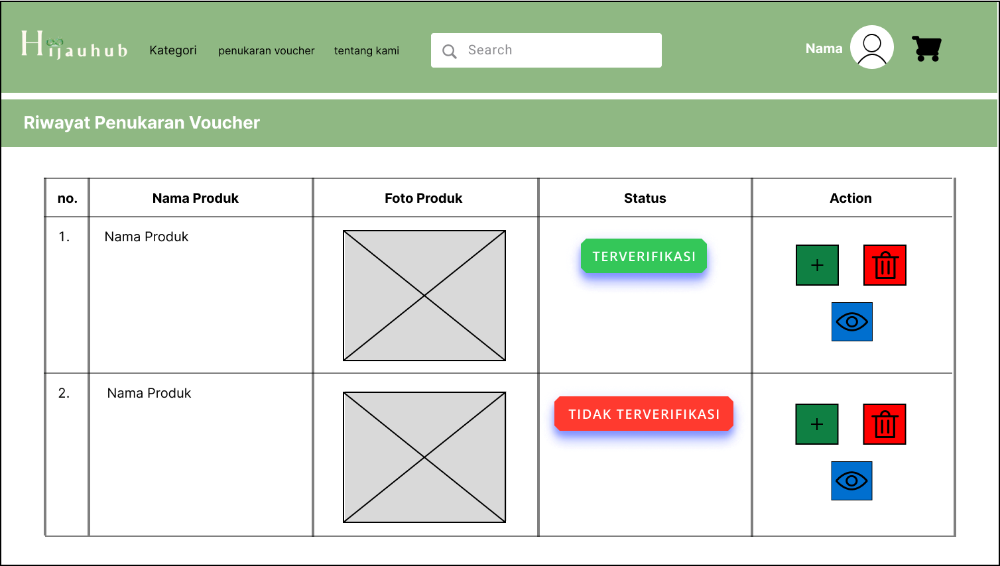 Hijauhub
Kategori penukaran voucher tentang kami Search Nama
Riwayat Penukaran Voucher
no. Nama Produk Foto Produk Status Action
1. Nama Produk TERVERIFIKASI +
2. Nama Produk TIDAK TERVERIFIKASI +